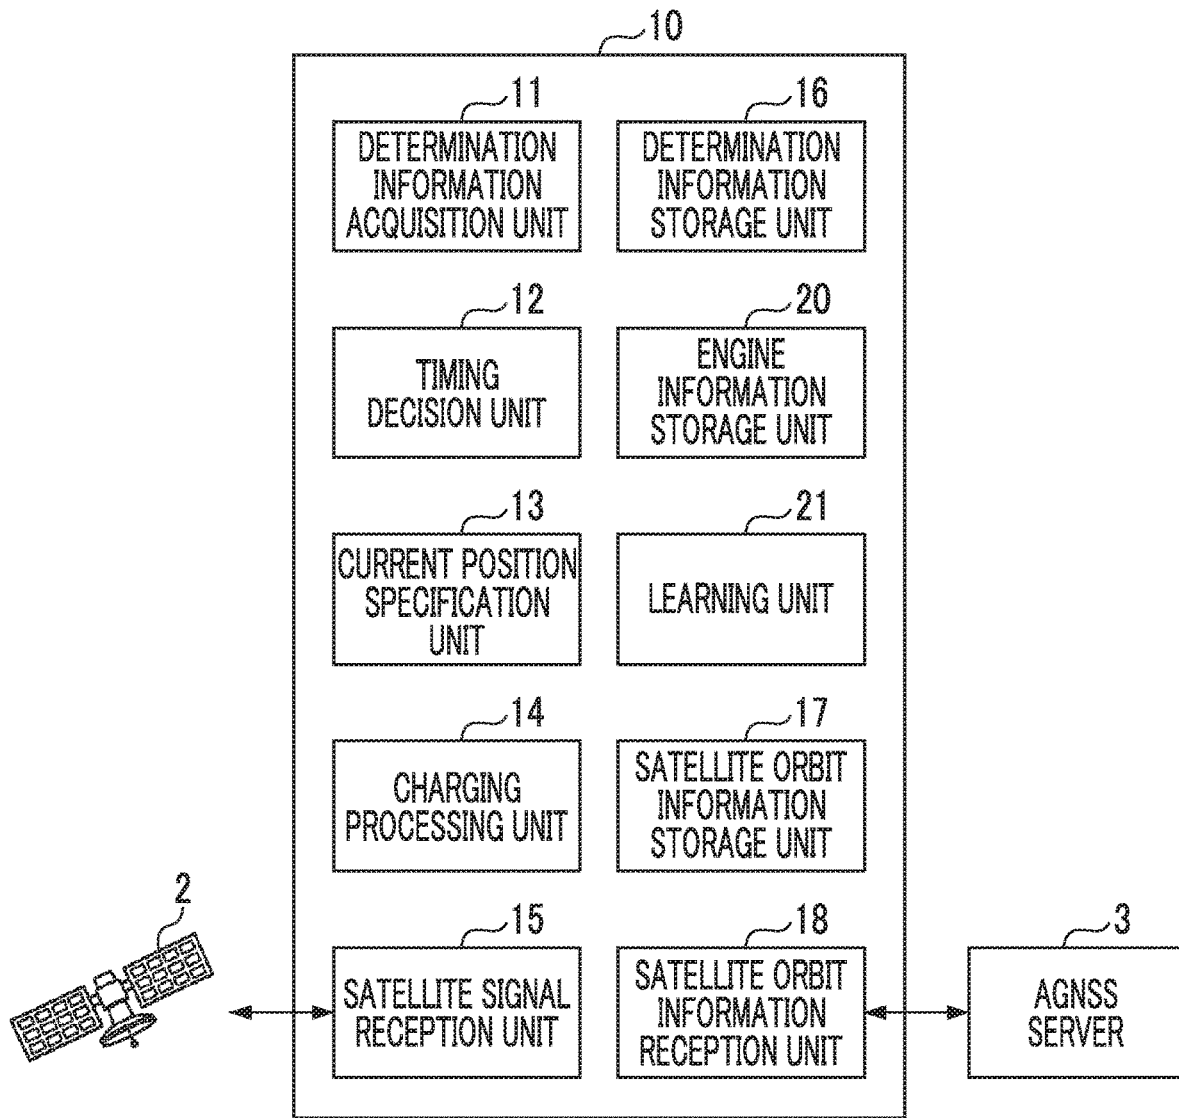 10
11
DETERMINATION
INFORMATION
ACQUISITION UNIT
16
DETERMINATION
INFORMATION
STORAGE UNIT
12
TIMING
DECISION UNIT
20
ENGINE
INFORMATION
STORAGE UNIT
13
CURRENT POSITION
SPECIFICATION
UNIT
21
LEARNING UNIT
14
CHARGING
PROCESSING UNIT
17
SATELLITE ORBIT
INFORMATION
STORAGE UNIT
2
15
SATELLITE SIGNAL
RECEPTION UNIT
18
SATELLITE ORBIT
INFORMATION
RECEPTION UNIT
3
AGNSS
SERVER